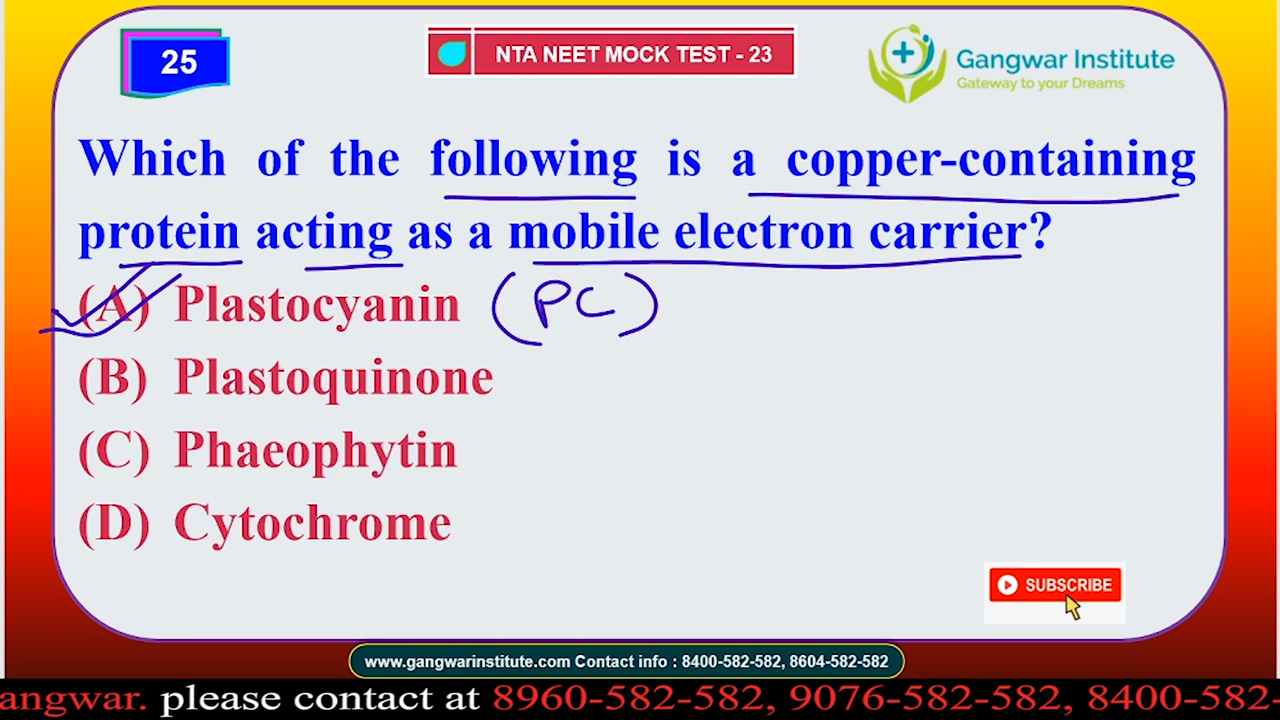 25
NTA NEET MOCK TEST - 23
Gangwar Institute
Gateway to your Dreams
Which of the following is a copper-containing
protein acting as a mobile electron carrier?
(A) Plastocyanin (PC)
(B) Plastoquinone
(C) Phaeophytin
(D) Cytochrome
SUBSCRIBE
www.gangwarinstitute.com Contact info : 8400-582-582, 8604-582-582
angwar. please contact at 8960-582-582, 9076-582-582, 8400-582-